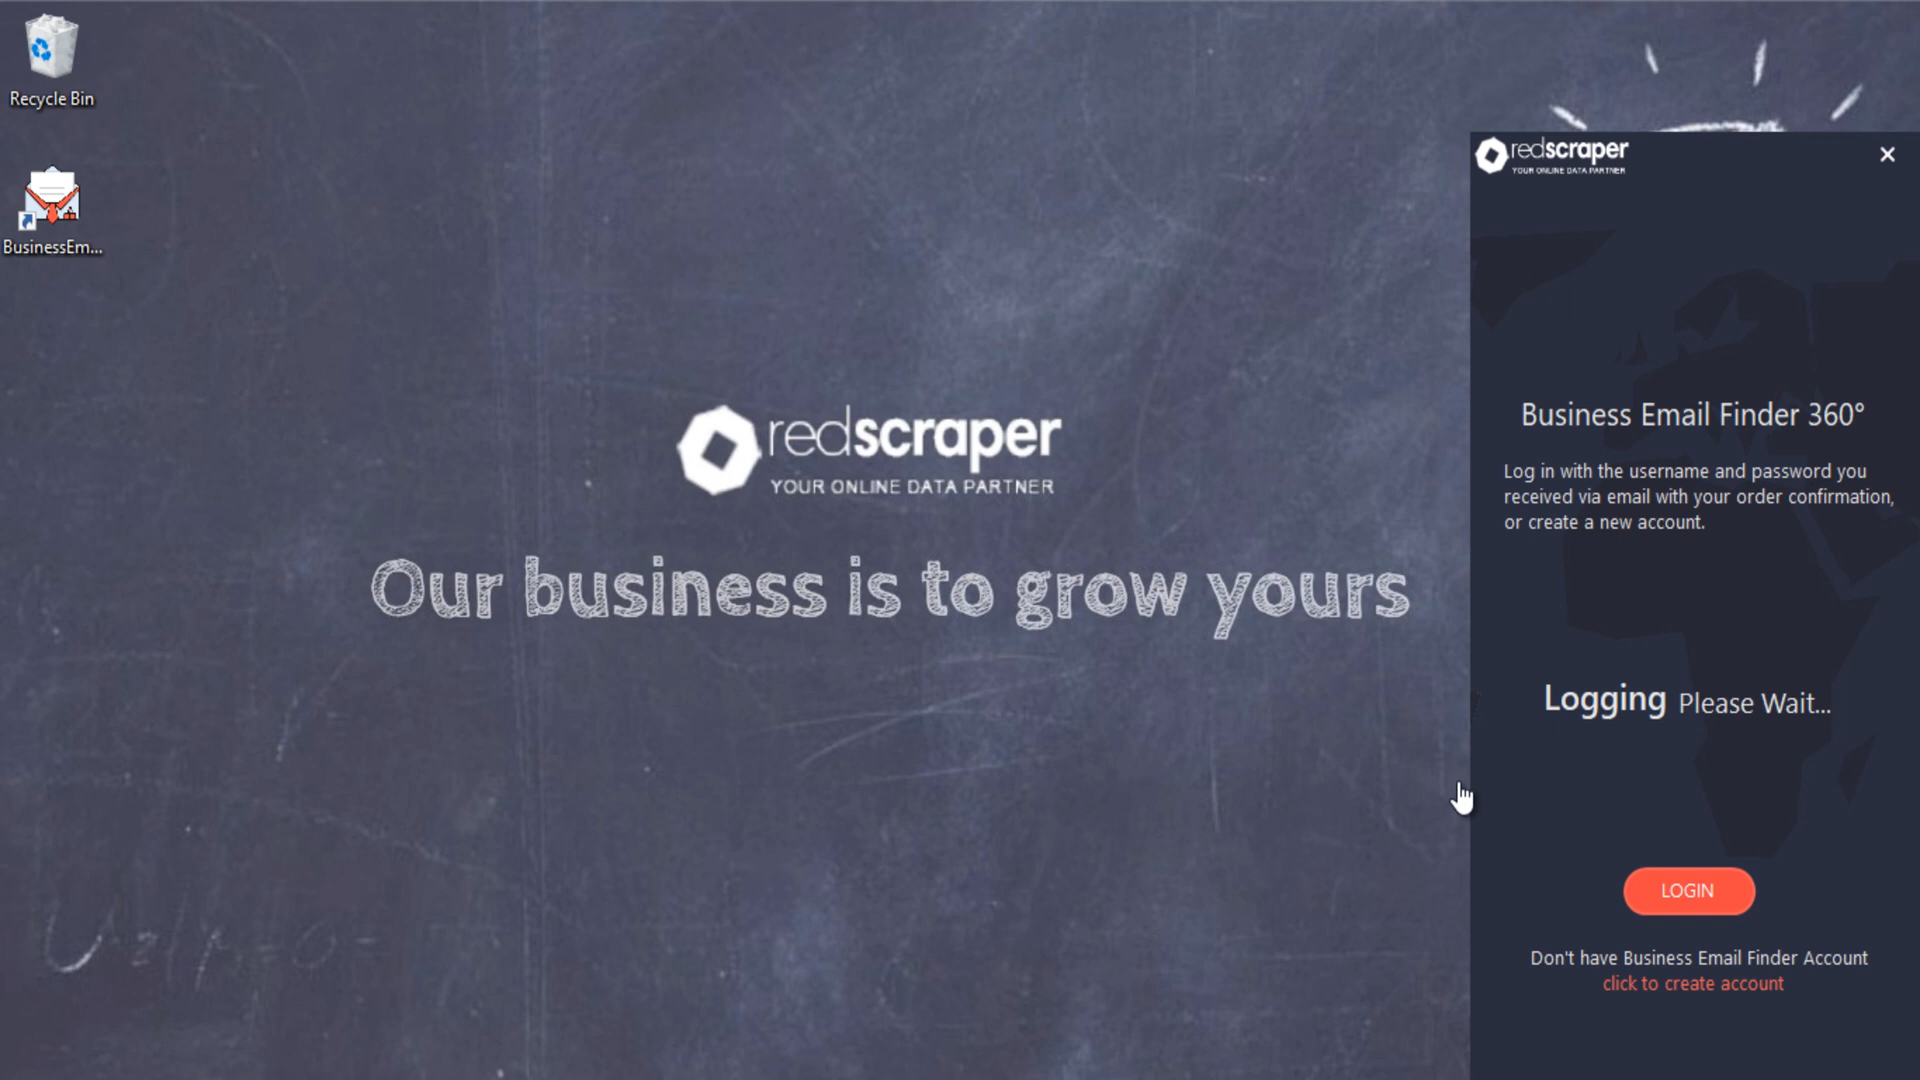 Recycle Bin
BusinessEm...
redscraper
YOUR ONLINE DATA PARTNER
Our business is to grow yours
redscraper
YOUR ONLINE DATA PARTNER
Business Email Finder 360°
Log in with the username and password you
received via email with your order confirmation,
or create a new account.
Logging Please Wait...
LOGIN
Don't have Business Email Finder Account
click to create account